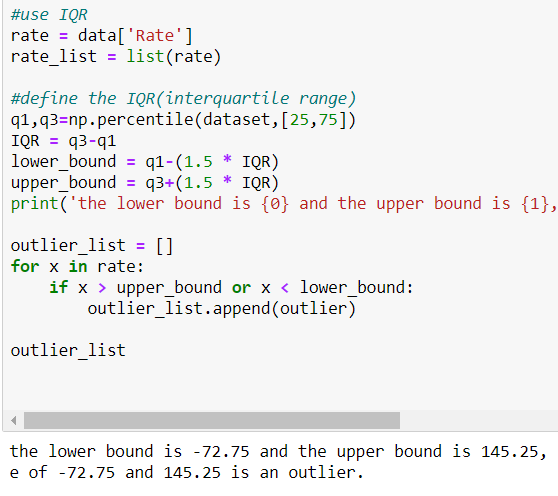 #use IQR
rate = data['Rate']
rate_list = list(rate)
#define the IQR(interquartile range)
q1,q3=np.percentile(dataset,[25,75])
IQR = q3-q1
lower_bound = q1-(1.5 * IQR)
upper_bound = q3+(1.5 * IQR)
print('the lower bound is {0} and the upper bound is {1},
outlier_list = []
for x in rate:
    if x > upper_bound or x < lower_bound:
        outlier_list.append(outlier)
outlier_list
the lower bound is -72.75 and the upper bound is 145.25,
e of -72.75 and 145.25 is an outlier.